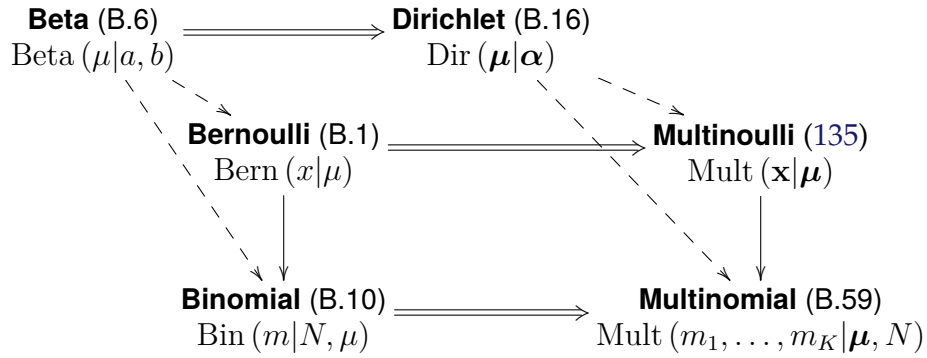 Beta (B.6)
Beta (μ|a, b)
Dirichlet (B.16)
Dir (μ|α)
Bernoulli (B.1)
Bern (x|μ)
Multinoulli (135)
Mult (x|μ)
Binomial (B.10)
Bin (m|N, μ)
Multinomial (B.59)
Mult (m₁, . . . , m_K|μ, N)